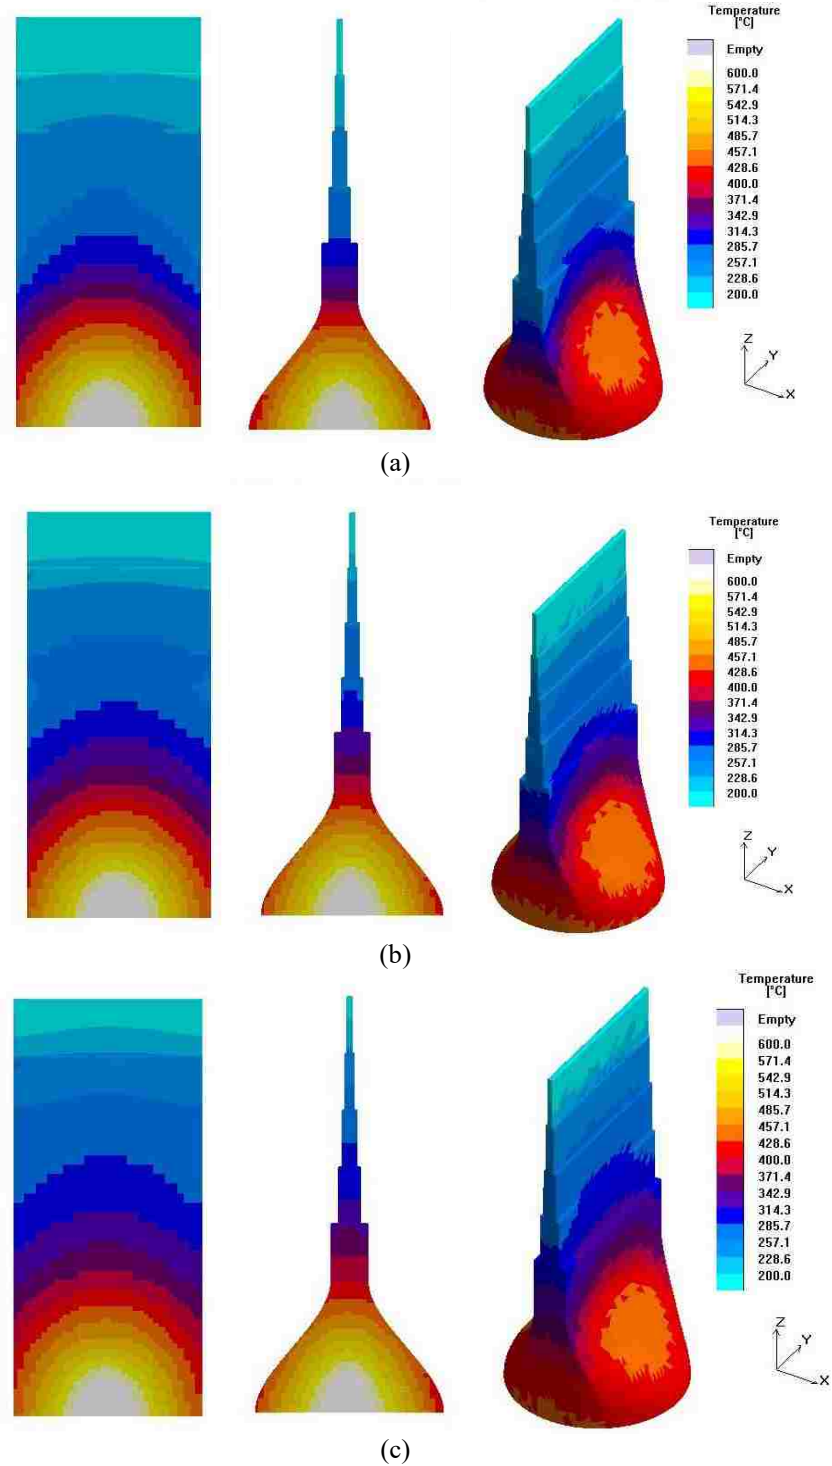 Temperature
[°C]
Empty
600.0
571.4
542.9
514.3
485.7
457.1
428.6
400.0
371.4
342.9
314.3
285.7
257.1
228.6
200.0
Z
Y
X
(a)
Temperature
[°C]
Empty
600.0
571.4
542.9
514.3
485.7
457.1
428.6
400.0
371.4
342.9
314.3
285.7
257.1
228.6
200.0
Z
Y
X
(b)
Temperature
[°C]
Empty
600.0
571.4
542.9
514.3
485.7
457.1
428.6
400.0
371.4
342.9
314.3
285.7
257.1
228.6
200.0
Z
Y
X
(c)